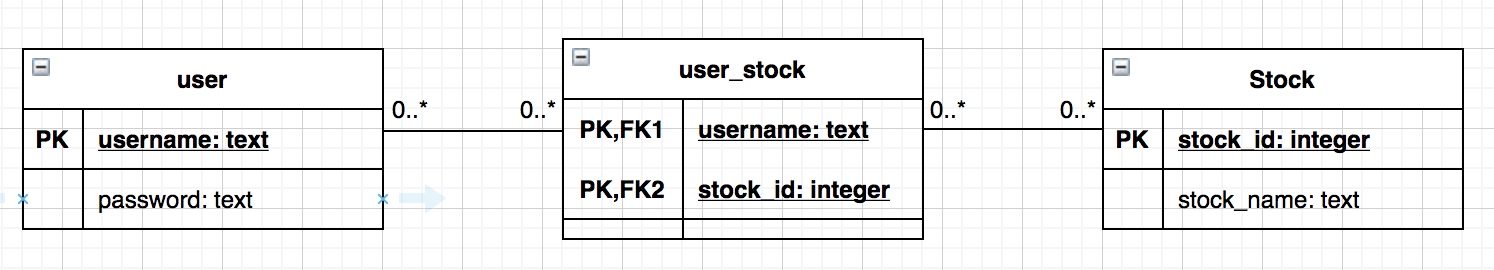 user
PK username: text
password: text
0..* 0..*
user_stock
PK,FK1 username: text
PK,FK2 stock_id: integer
0..* 0..*
Stock
PK stock_id: integer
stock_name: text